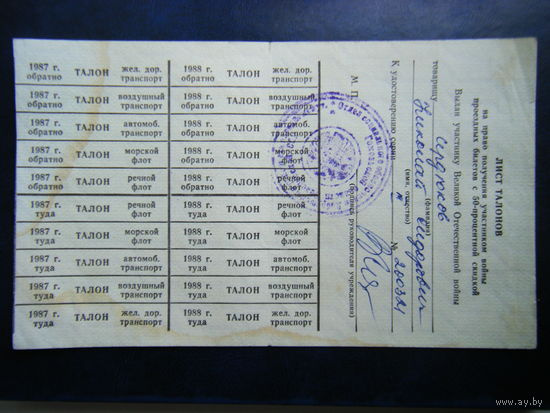 ЛИСТ ТАЛОНОВ
на право получения участником войны
проездных билетов с 50-процентной скидкой
Выдан участнику Великой Отечественной войны
товарищу Сердюков
(фамилия)
Николай Сидорович
(имя, отчество)
К удостоверению серии № 200381
М. П.
(подпись руководителя учреждения)
1987 г. обратно ТАЛОН жел. дор. транспорт 1988 г. обратно ТАЛОН жел. дор. транспорт
1987 г. обратно ТАЛОН воздушный транспорт 1988 г. обратно ТАЛОН воздушный транспорт
1987 г. обратно ТАЛОН автомоб. транспорт 1988 г. обратно ТАЛОН автомоб. транспорт
1987 г. обратно ТАЛОН морской флот 1988 г. обратно ТАЛОН морской флот
1987 г. обратно ТАЛОН речной флот 1988 г. обратно ТАЛОН речной флот
1987 г. туда ТАЛОН речной флот 1988 г. туда ТАЛОН речной флот
1987 г. туда ТАЛОН морской флот 1988 г. туда ТАЛОН морской флот
1987 г. туда ТАЛОН автомоб. транспорт 1988 г. туда ТАЛОН автомоб. транспорт
1987 г. туда ТАЛОН воздушный транспорт 1988 г. туда ТАЛОН воздушный транспорт
1987 г. туда ТАЛОН жел. дор. транспорт 1988 г. туда ТАЛОН жел. дор. транспорт
www.ay.by